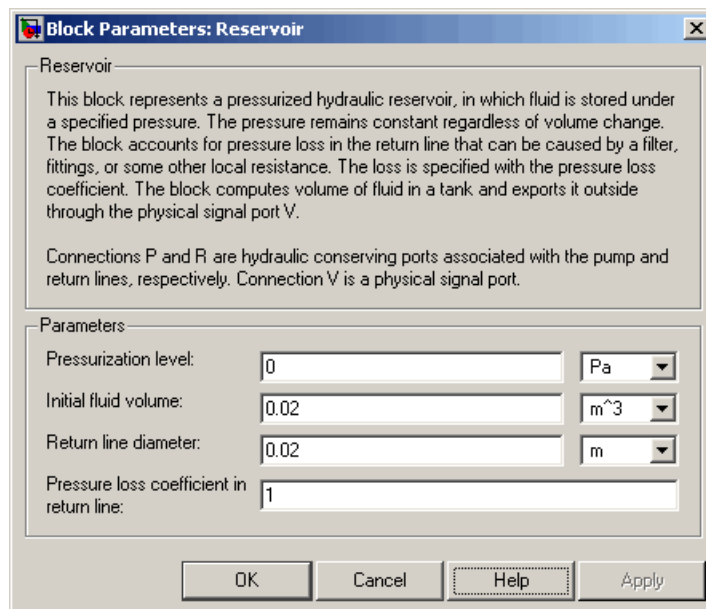 Block Parameters: Reservoir
Reservoir
This block represents a pressurized hydraulic reservoir, in which fluid is stored under
a specified pressure. The pressure remains constant regardless of volume change.
The block accounts for pressure loss in the return line that can be caused by a filter,
fittings, or some other local resistance. The loss is specified with the pressure loss
coefficient. The block computes volume of fluid in a tank and exports it outside
through the physical signal port V.
Connections P and R are hydraulic conserving ports associated with the pump and
return lines, respectively. Connection V is a physical signal port.
Parameters
Pressurization level: 0 Pa
Initial fluid volume: 0.02 m^3
Return line diameter: 0.02 m
Pressure loss coefficient in
return line: 1
OK Cancel Help Apply